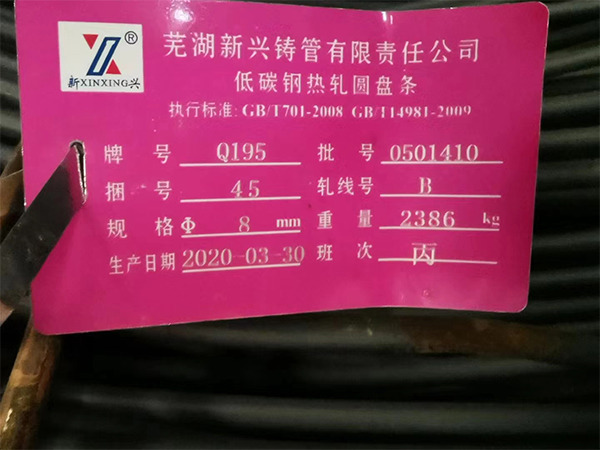 芜湖新兴铸管有限责任公司
新XINXING兴 ®
低碳钢热轧圆盘条
执行标准: GB/T701-2008 GB/T14981-2009
牌号 Q195 批号 0501410
捆号 45 轧线号 B
规格Φ 8 mm 重量 2386 kg
生产日期 2020-03-30 班次 丙